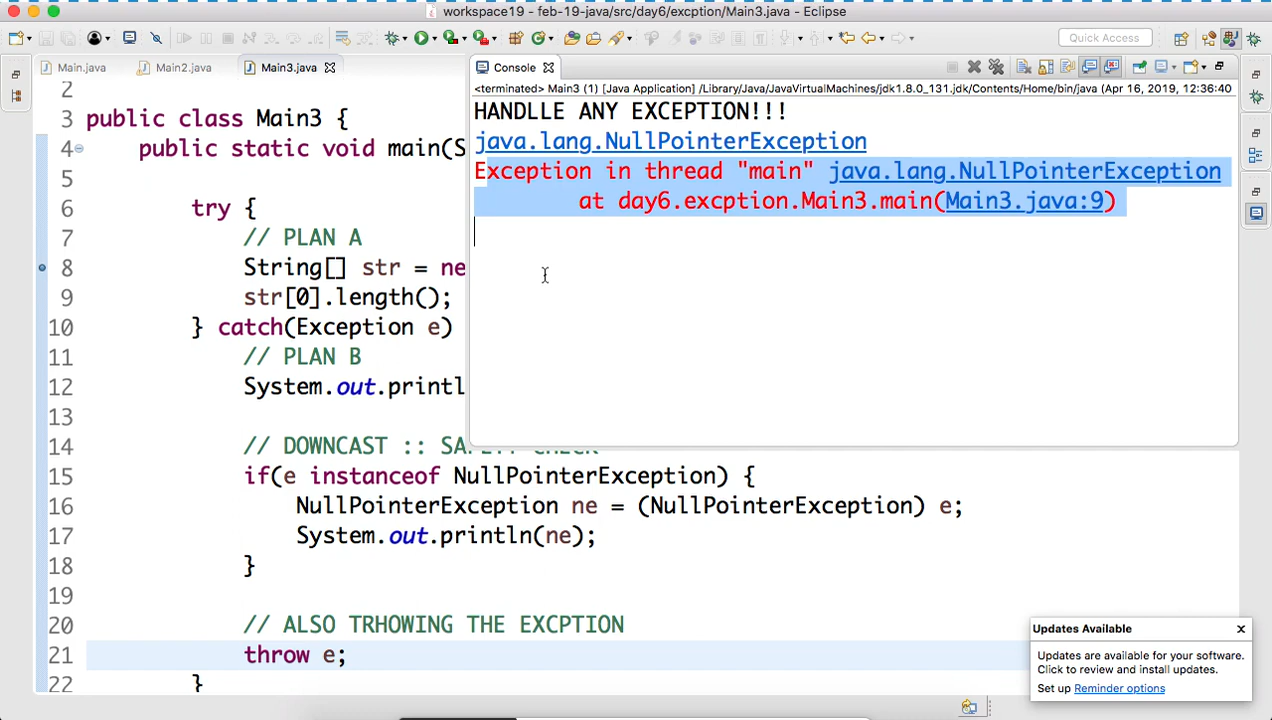 workspace19 - feb-19-java/src/day6/excption/Main3.java - Eclipse
Quick Access
Main.java
Main2.java
Main3.java
Console
<terminated> Main3 (1) [Java Application] /Library/Java/JavaVirtualMachines/jdk1.8.0_131.jdk/Contents/Home/bin/java (Apr 16, 2019, 12:36:40
HANDLLE ANY EXCEPTION!!!
java.lang.NullPointerException
Exception in thread "main" java.lang.NullPointerException
at day6.excption.Main3.main(Main3.java:9)
2
3 public class Main3 {
4 public static void main(S
5
6 try {
7 // PLAN A
8 String[] str = ne
9 str[0].length();
10 } catch(Exception e)
11 // PLAN B
12 System.out.printl
13
14 // DOWNCAST :: SAFETY CHECK
15 if(e instanceof NullPointerException) {
16 NullPointerException ne = (NullPointerException) e;
17 System.out.println(ne);
18 }
19
20 // ALSO TRHOWING THE EXCPTION
21 throw e;
22 }
Updates Available
Updates are available for your software.
Click to review and install updates.
Set up Reminder options